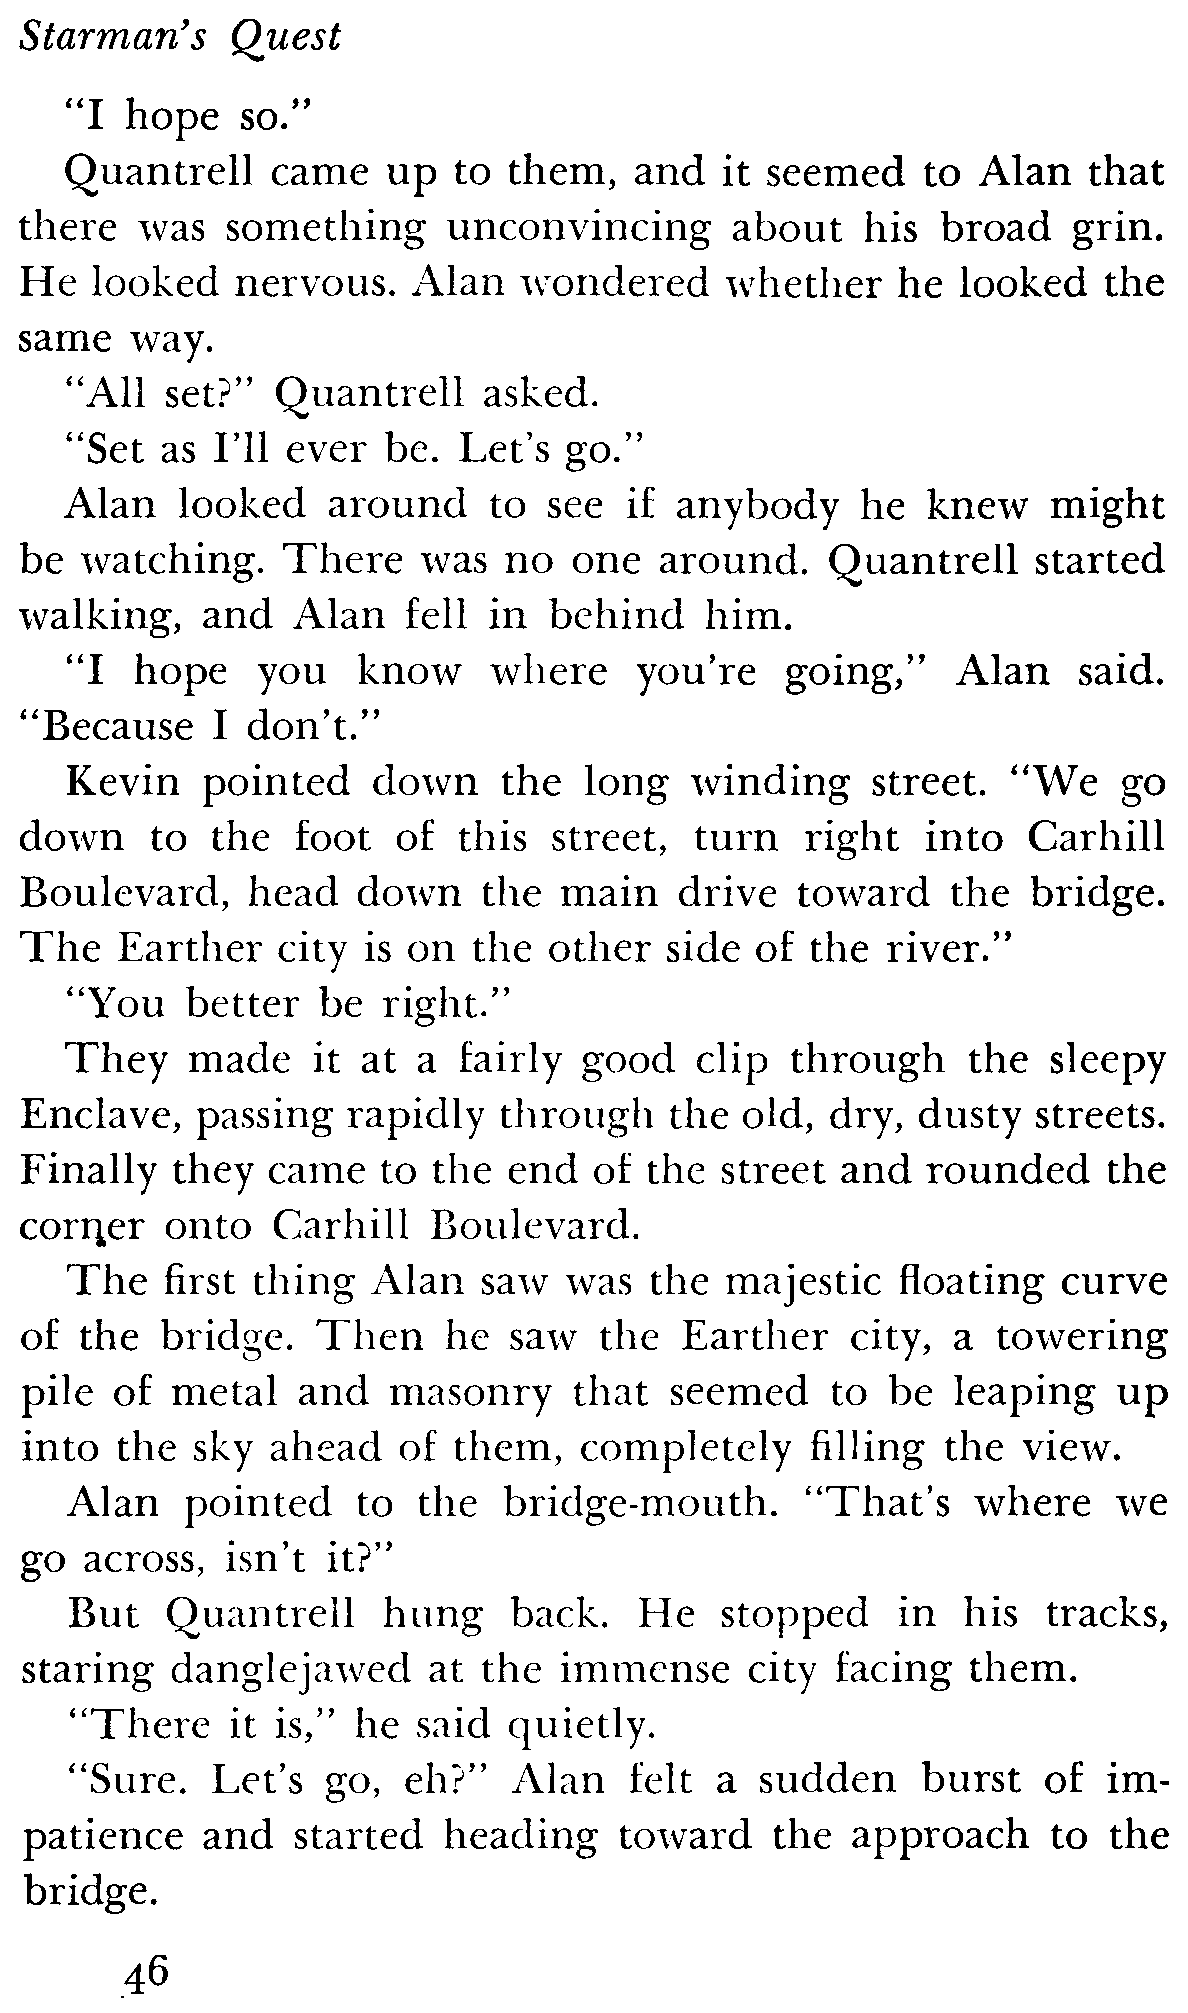 Starman's Quest
“I hope so.”
Quantrell came up to them, and it seemed to Alan that
there was something unconvincing about his broad grin.
He looked nervous. Alan wondered whether he looked the
same way.
“All set?” Quantrell asked.
“Set as I'll ever be. Let's go.”
Alan looked around to see if anybody he knew might
be watching. There was no one around. Quantrell started
walking, and Alan fell in behind him.
“I hope you know where you're going,” Alan said.
“Because I don't.”
Kevin pointed down the long winding street. “We go
down to the foot of this street, turn right into Carhill
Boulevard, head down the main drive toward the bridge.
The Earther city is on the other side of the river.”
“You better be right.”
They made it at a fairly good clip through the sleepy
Enclave, passing rapidly through the old, dry, dusty streets.
Finally they came to the end of the street and rounded the
corner onto Carhill Boulevard.
The first thing Alan saw was the majestic floating curve
of the bridge. Then he saw the Earther city, a towering
pile of metal and masonry that seemed to be leaping up
into the sky ahead of them, completely filling the view.
Alan pointed to the bridge-mouth. “That's where we
go across, isn't it?”
But Quantrell hung back. He stopped in his tracks,
staring danglejawed at the immense city facing them.
“There it is,” he said quietly.
“Sure. Let's go, eh?” Alan felt a sudden burst of im-
patience and started heading toward the approach to the
bridge.
46